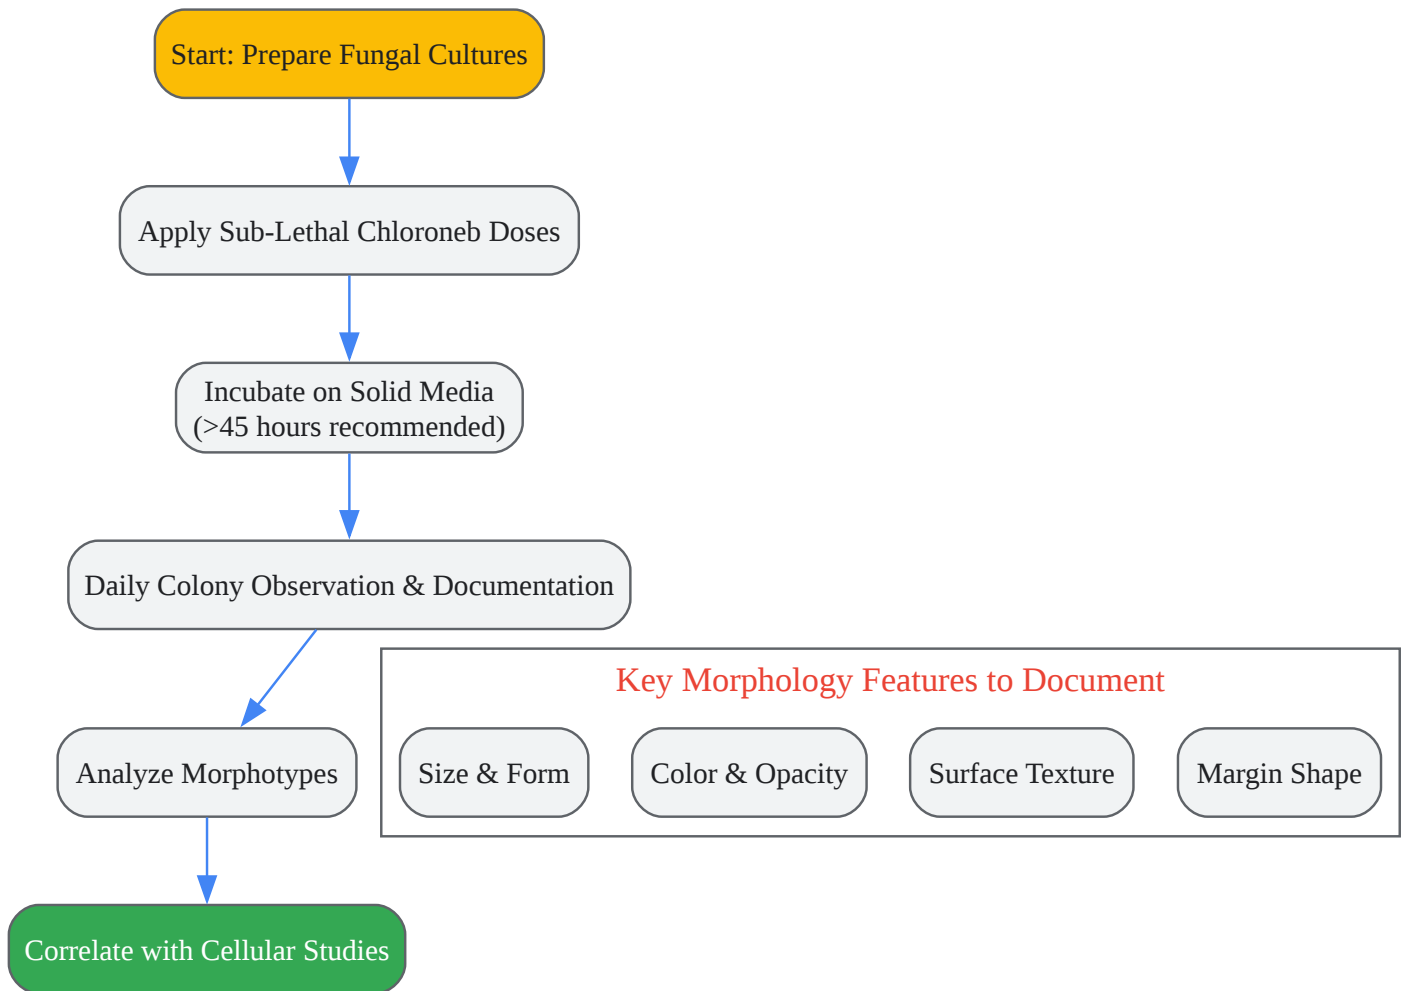 Start: Prepare Fungal Cultures
Apply Sub-Lethal Chloroneb Doses
Incubate on Solid Media
(>45 hours recommended)
Daily Colony Observation & Documentation
Key Morphology Features to Document
Analyze Morphotypes
Size & Form
Color & Opacity
Surface Texture
Margin Shape
Correlate with Cellular Studies